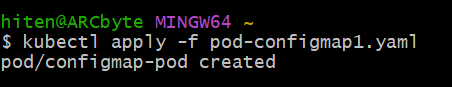 hiten@ARCbyte MINGW64 ~
$ kubectl apply -f pod-configmap1.yaml
pod/configmap-pod created